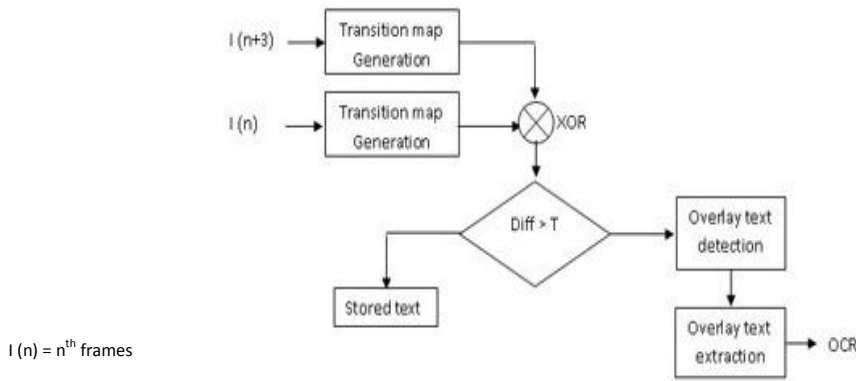 I (n+3)
Transition map
Generation
I (n)
Transition map
Generation
XOR
Diff > T
Overlay text
detection
Stored text
Overlay text
extraction
OCR
I (n) = nth frames